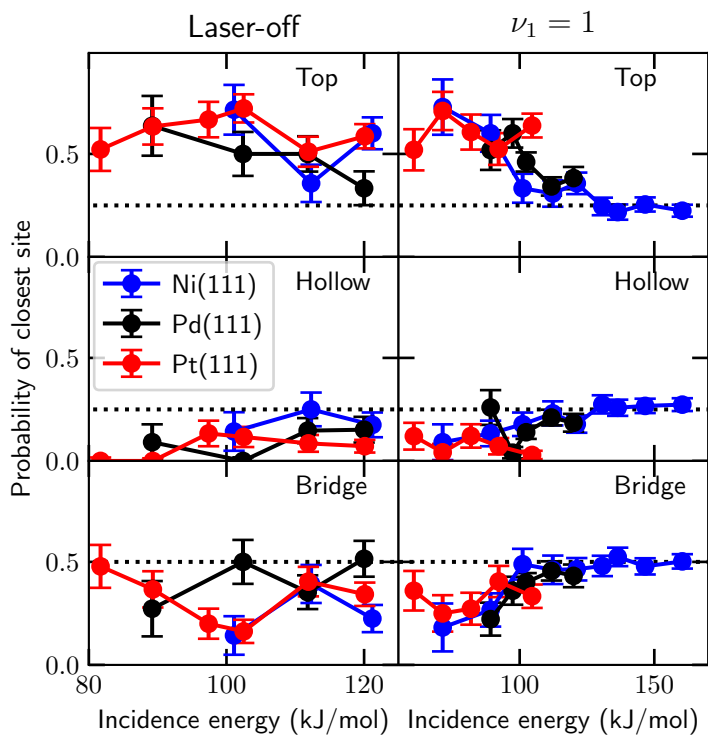 Laser-off
ν₁ = 1
Probability of closest site
Top
Top
0.5
0.0
Hollow
Hollow
Ni(111)
Pd(111)
Pt(111)
0.5
0.0
Bridge
Bridge
0.5
0.0
80
100
120
100
150
Incidence energy (kJ/mol)
Incidence energy (kJ/mol)